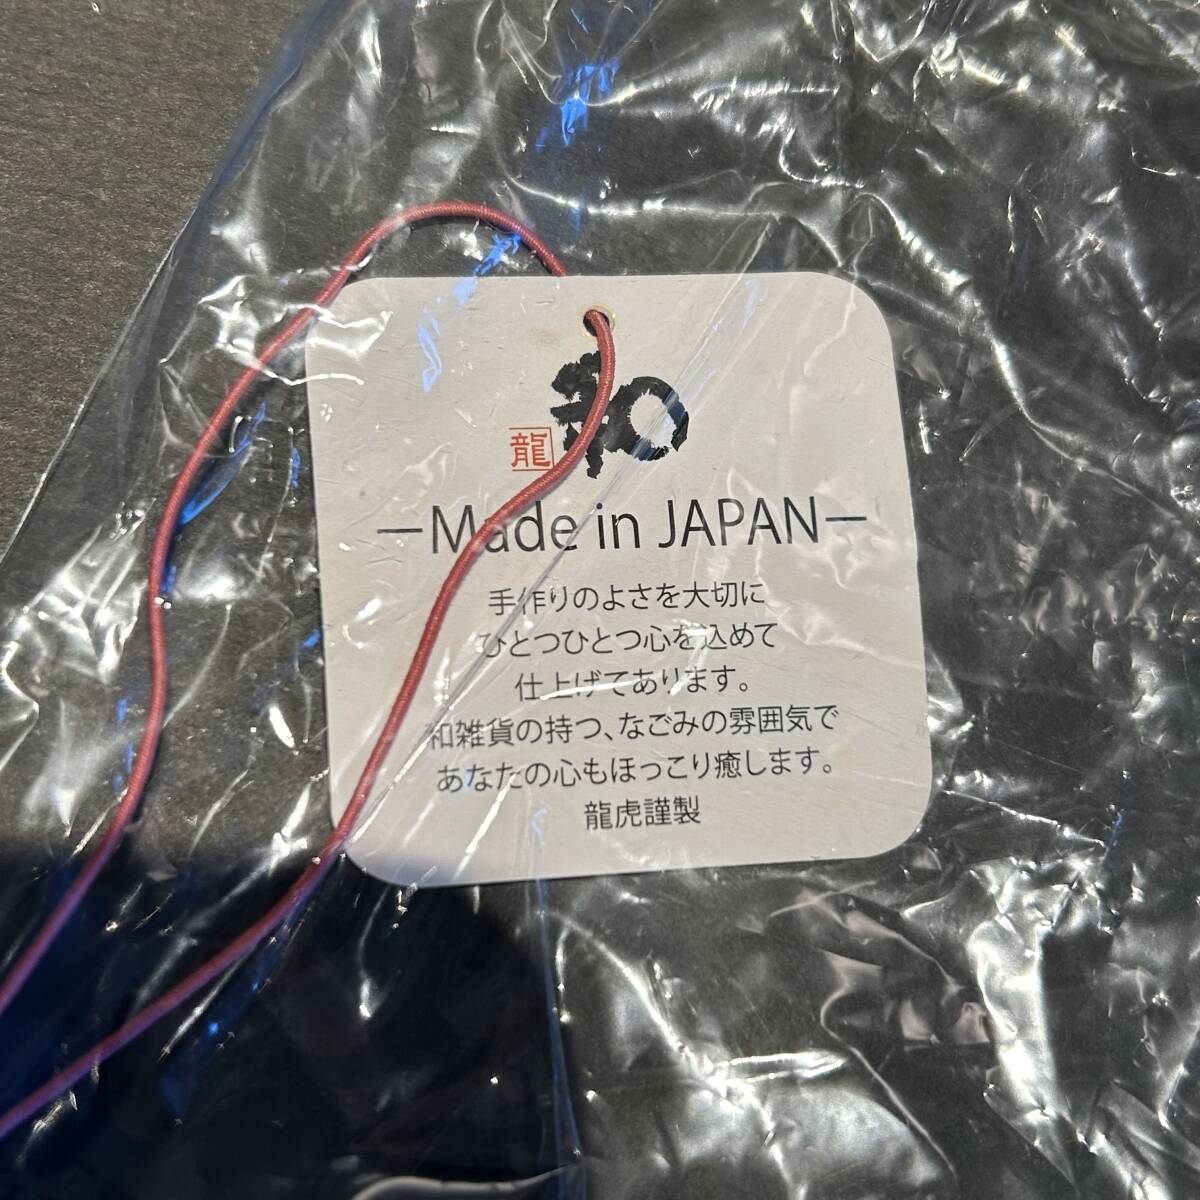 和
龍
―Made in JAPAN―
手作りのよさを大切に
ひとつひとつ心を込めて
仕上げてあります。
和雑貨の持つ、なごみの雰囲気で
あなたの心もほっこり癒します。
龍虎謹製